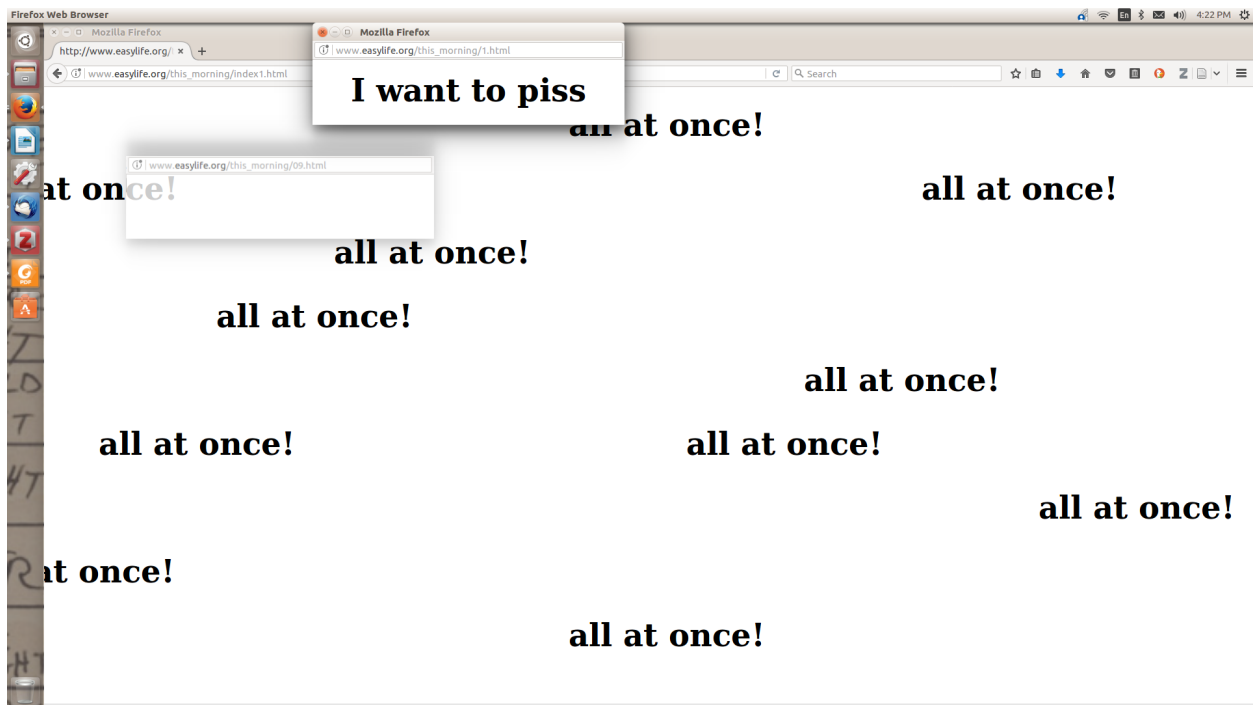 Firefox Web Browser
En
4:22 PM
Mozilla Firefox
http://www.easylife.org/
www.easylife.org/this_morning/index1.html
Search
Mozilla Firefox
www.easylife.org/this_morning/1.html
I want to piss
all at once!
www.easylife.org/this_morning/09.html
at once!
all at once!
all at once!
all at once!
all at once!
all at once!
all at once!
all at once!
at once!
all at once!